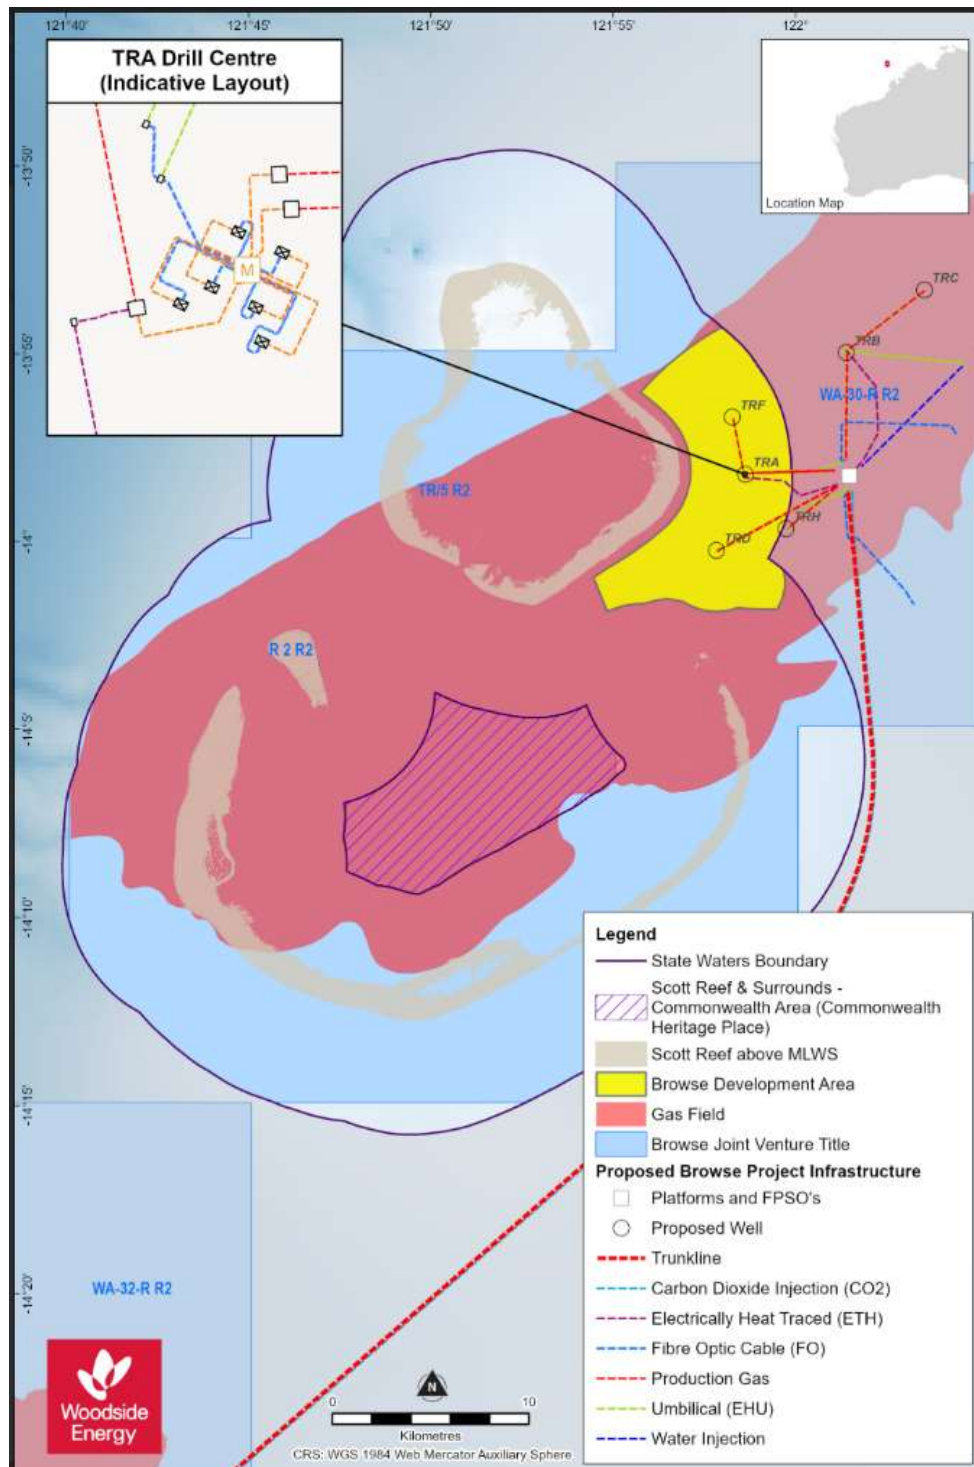 121°40'
121°45'
121°50'
121°55'
122°
TRA Drill Centre
(Indicative Layout)
M
Location Map
-13°50'
-13°55'
-14°
-14°5'
-14°10'
-14°15'
-14°20'
TRC
TRB
WA-30-R R2
TRF
TRA
TR/5 R2
TRH
TRD
R 2 R2
WA-32-R R2
Legend
State Waters Boundary
Scott Reef & Surrounds -
Commonwealth Area (Commonwealth
Heritage Place)
Scott Reef above MLWS
Browse Development Area
Gas Field
Browse Joint Venture Title
Proposed Browse Project Infrastructure
Platforms and FPSO's
Proposed Well
Trunkline
Carbon Dioxide Injection (CO2)
Electrically Heat Traced (ETH)
Fibre Optic Cable (FO)
Production Gas
Umbilical (EHU)
Water Injection
Woodside
Energy
N
0
10
Kilometres
CRS: WGS 1984 Web Mercator Auxiliary Sphere